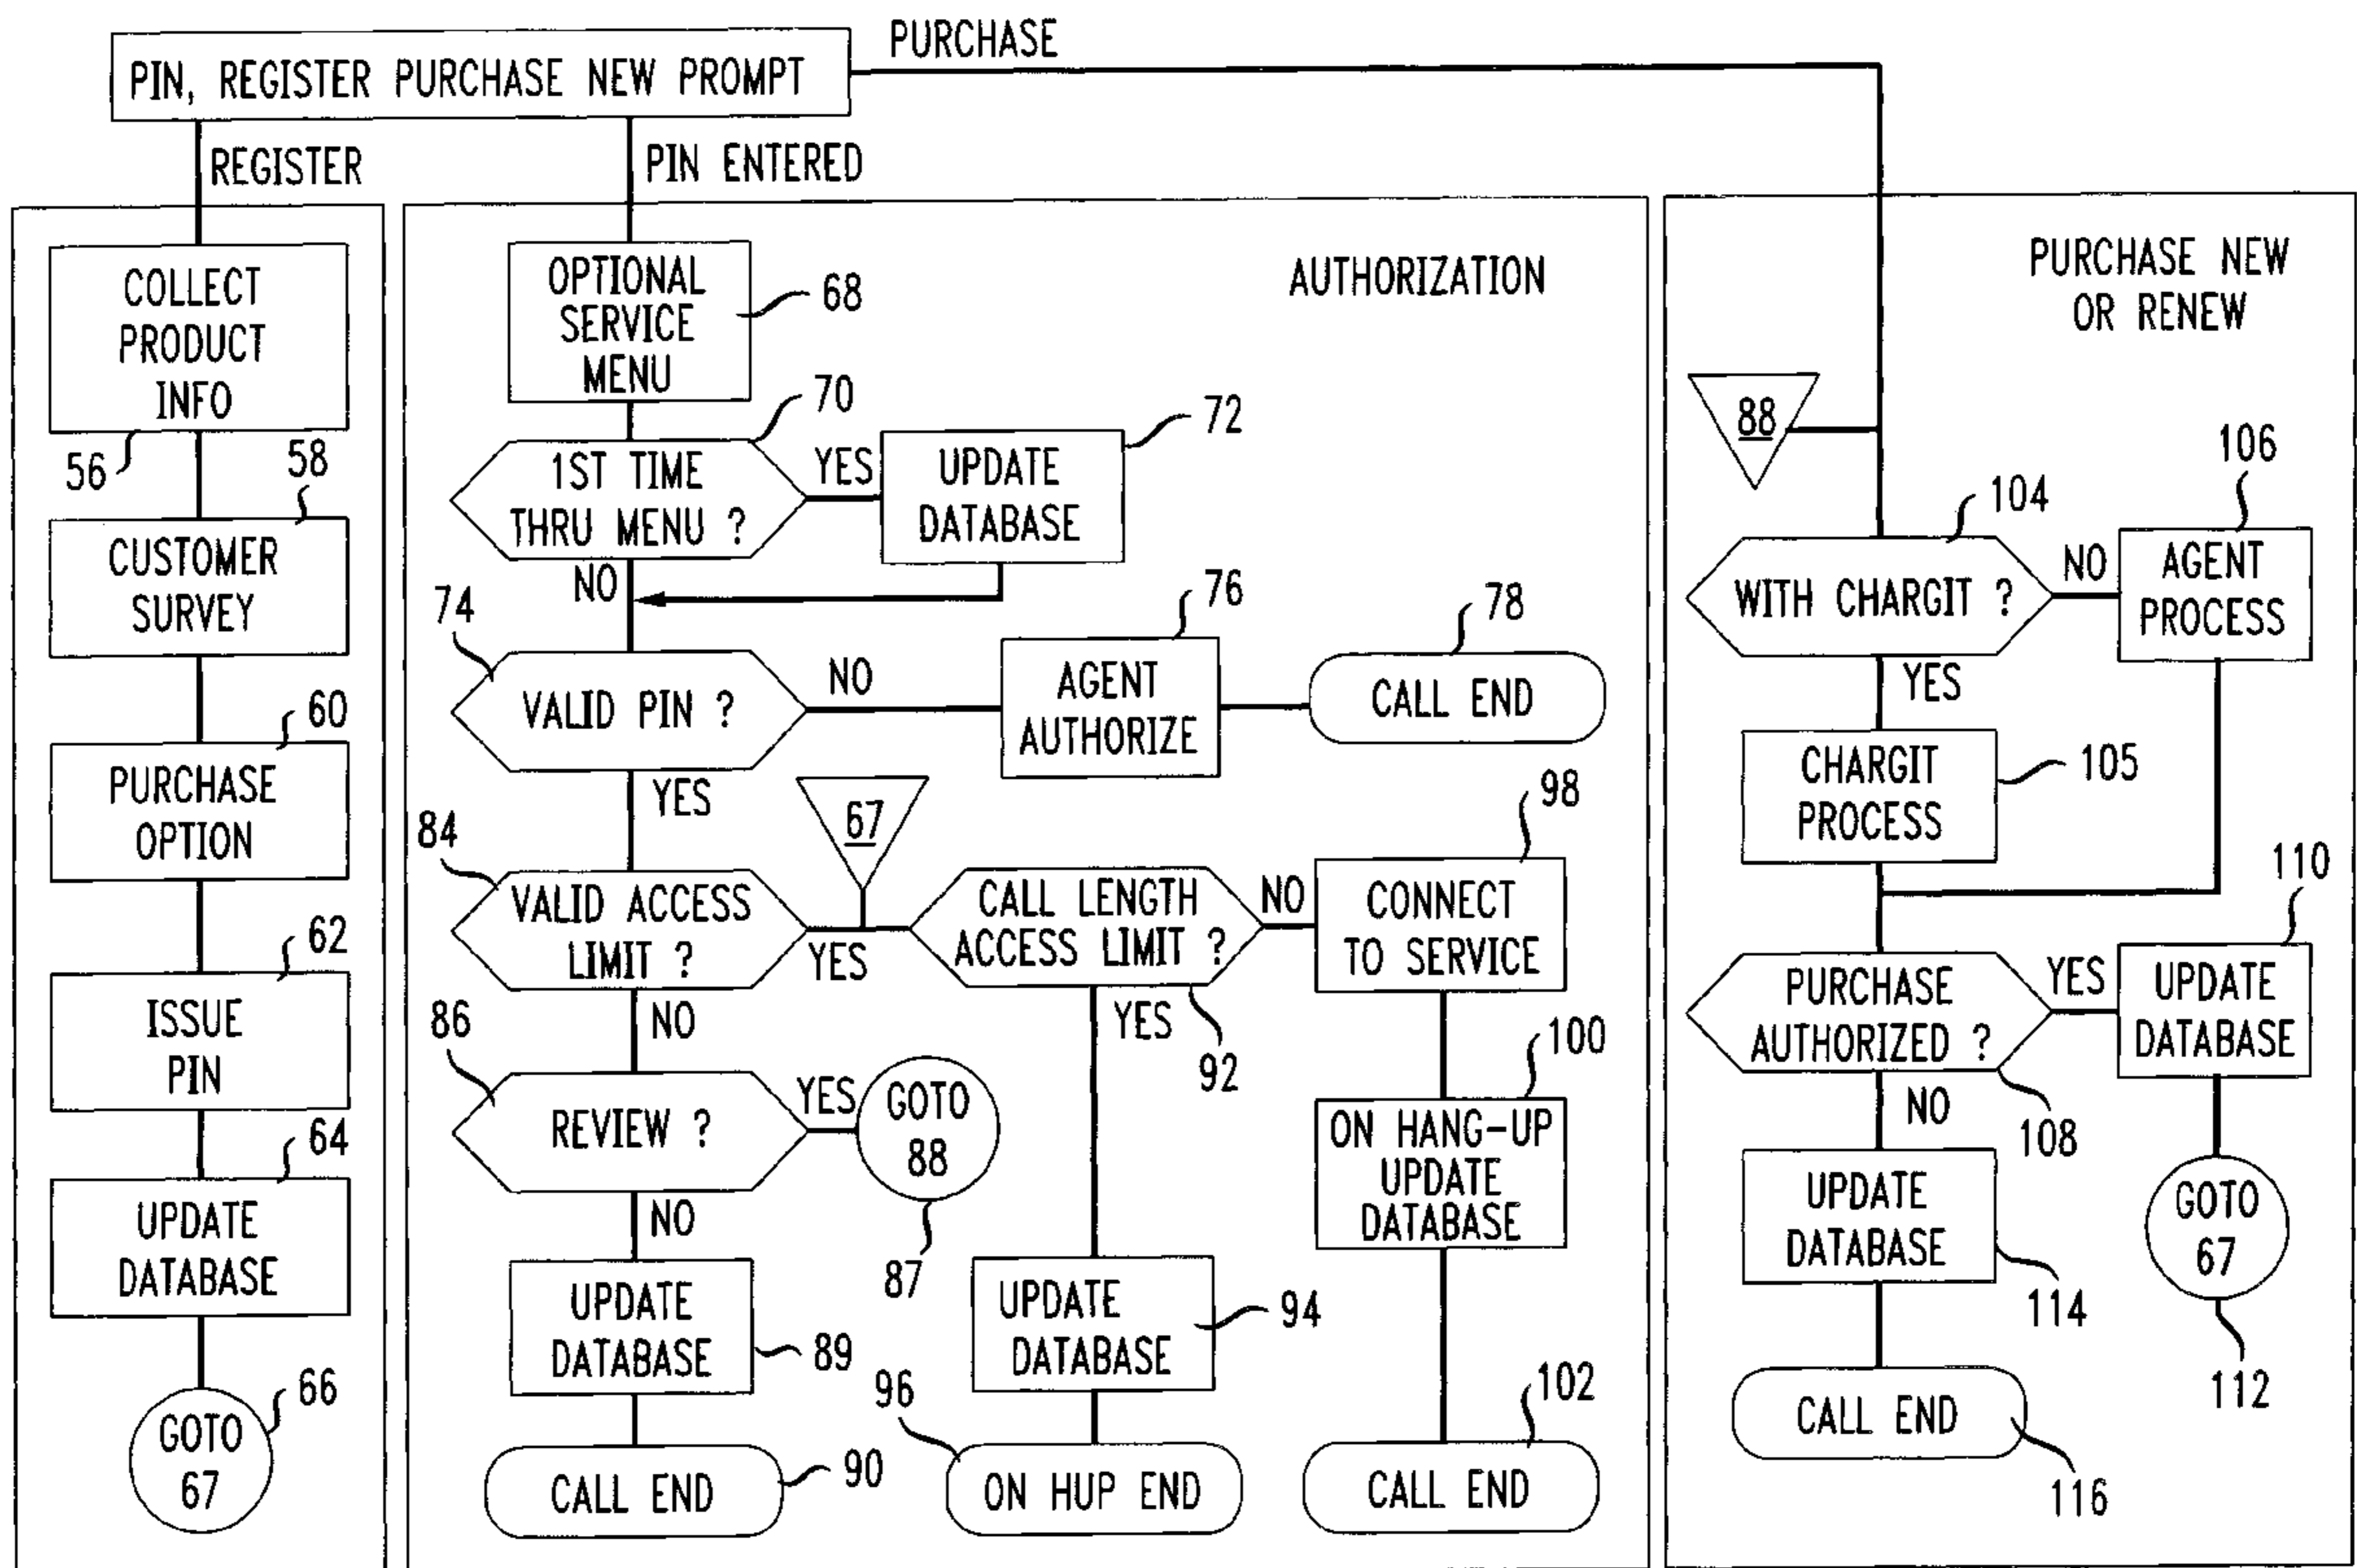 PURCHASE
PIN, REGISTER PURCHASE NEW PROMPT
REGISTER
PIN ENTERED
COLLECT
PRODUCT
INFO
56
58
CUSTOMER
SURVEY
60
PURCHASE
OPTION
62
ISSUE
PIN
64
UPDATE
DATABASE
66
GOTO
67
AUTHORIZATION
OPTIONAL
SERVICE
MENU
68
70
1ST TIME
THRU MENU ?
YES
72
UPDATE
DATABASE
NO
74
VALID PIN ?
NO
76
AGENT
AUTHORIZE
78
CALL END
YES
67
84
VALID ACCESS
LIMIT ?
YES
CALL LENGTH
ACCESS LIMIT ?
NO
98
CONNECT
TO SERVICE
NO
YES
92
86
REVIEW ?
YES
GOTO
88
87
100
ON HANG-UP
UPDATE
DATABASE
NO
UPDATE
DATABASE
89
UPDATE
DATABASE
94
CALL END
90
96
ON HUP END
102
CALL END
PURCHASE NEW
OR RENEW
88
104
WITH CHARGIT ?
NO
106
AGENT
PROCESS
YES
CHARGIT
PROCESS
105
PURCHASE
AUTHORIZED ?
YES
110
UPDATE
DATABASE
108
NO
UPDATE
DATABASE
114
GOTO
67
112
CALL END
116